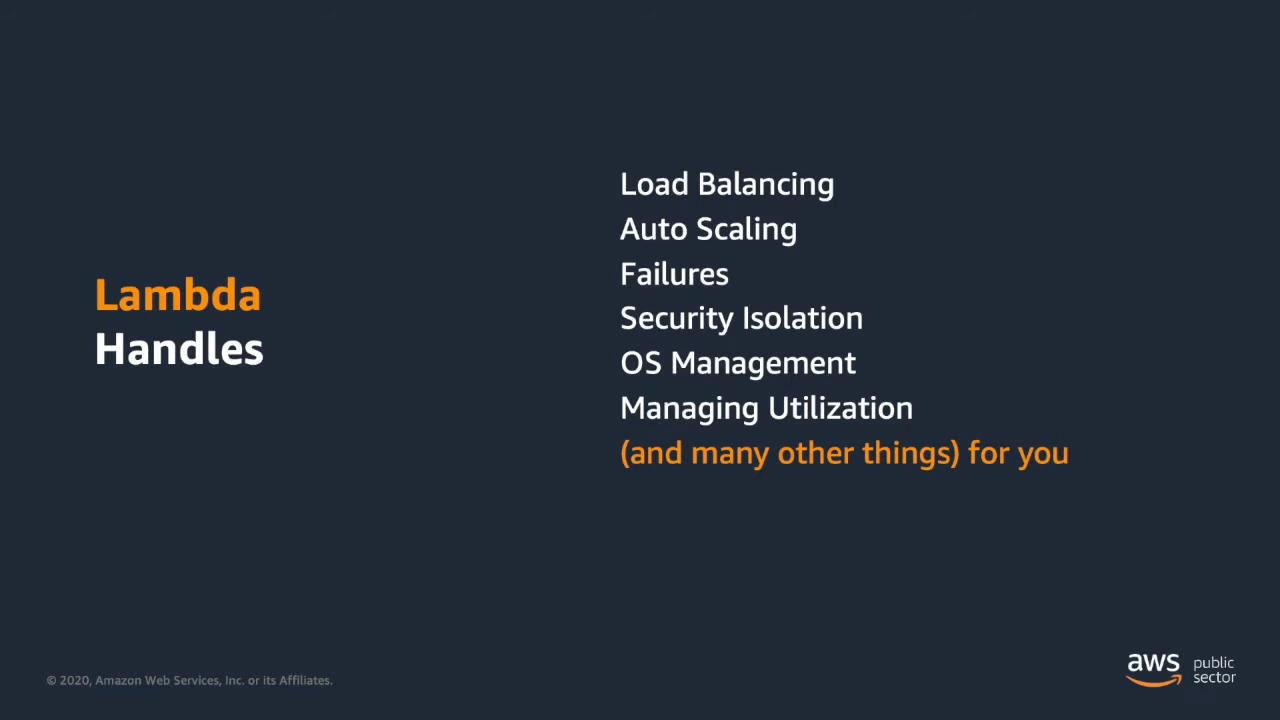 Lambda
Handles
Load Balancing
Auto Scaling
Failures
Security Isolation
OS Management
Managing Utilization
(and many other things) for you
© 2020, Amazon Web Services, Inc. or its Affiliates.
aws
public
sector